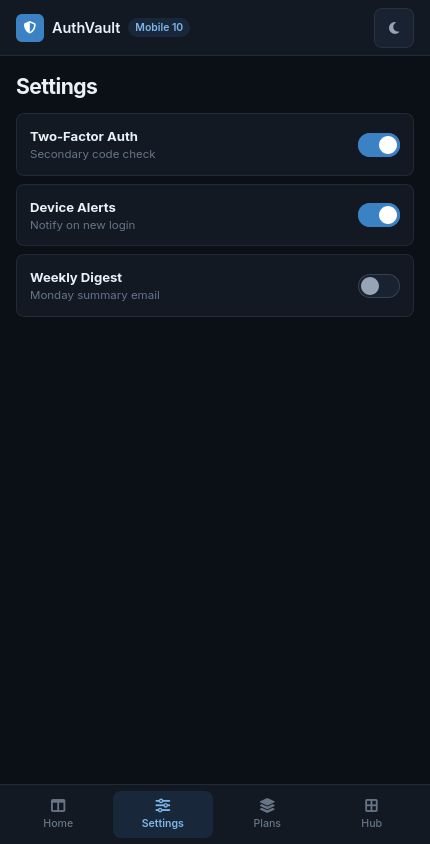 AuthVault
Mobile 10
Settings
Two-Factor Auth
Secondary code check
Device Alerts
Notify on new login
Weekly Digest
Monday summary email
Home
Settings
Plans
Hub